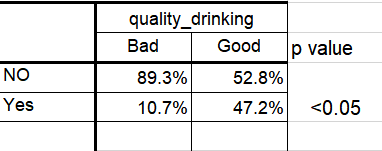 quality_drinking
Bad Good p value
NO 89.3% 52.8%
Yes 10.7% 47.2% <0.05